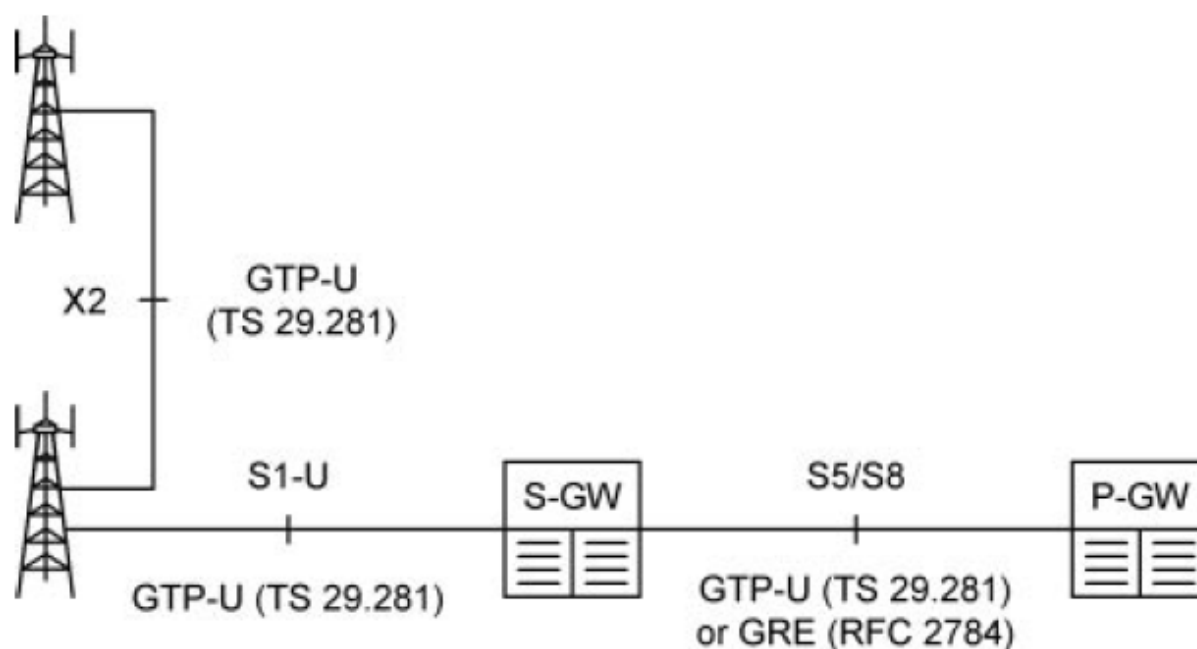 X2
GTP-U
(TS 29.281)
S1-U
S-GW
S5/S8
P-GW
GTP-U (TS 29.281)
GTP-U (TS 29.281)
or GRE (RFC 2784)